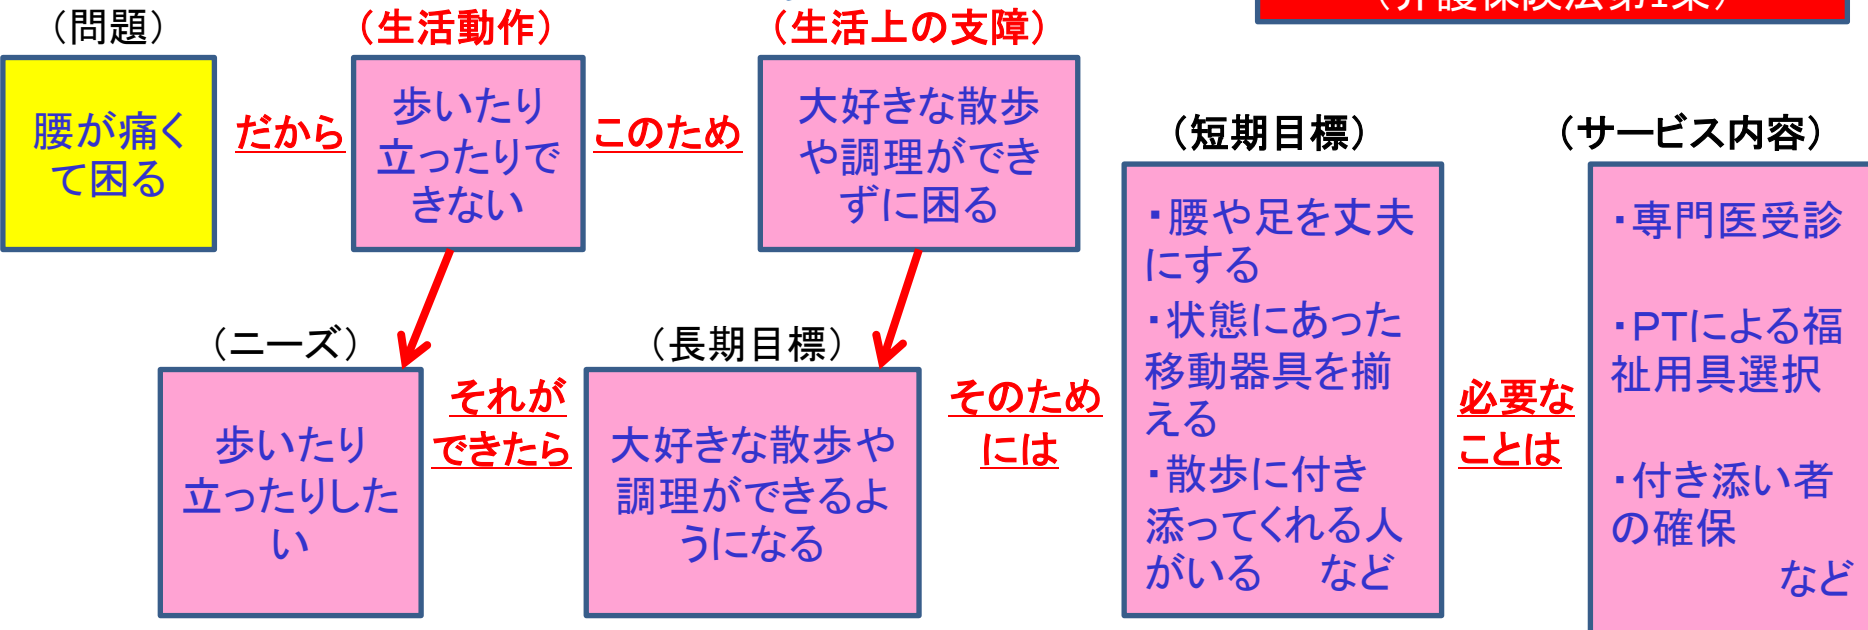 （介護保険法第1条）
（問題）
（生活動作）
（生活上の支障）
腰が痛く
て困る
だから
歩いたり
立ったりで
きない
このため
大好きな散歩
や調理ができ
ずに困る
（ニーズ）
歩いたり
立ったりした
い
それが
できたら
（長期目標）
大好きな散歩や
調理ができるよ
うになる
そのため
には
（短期目標）
・腰や足を丈夫
にする
・状態にあった
移動器具を揃
える
・散歩に付き
添ってくれる人
がいる　など
必要な
ことは
（サービス内容）
・専門医受診
・PTによる福
祉用具選択
・付き添い者
の確保
など